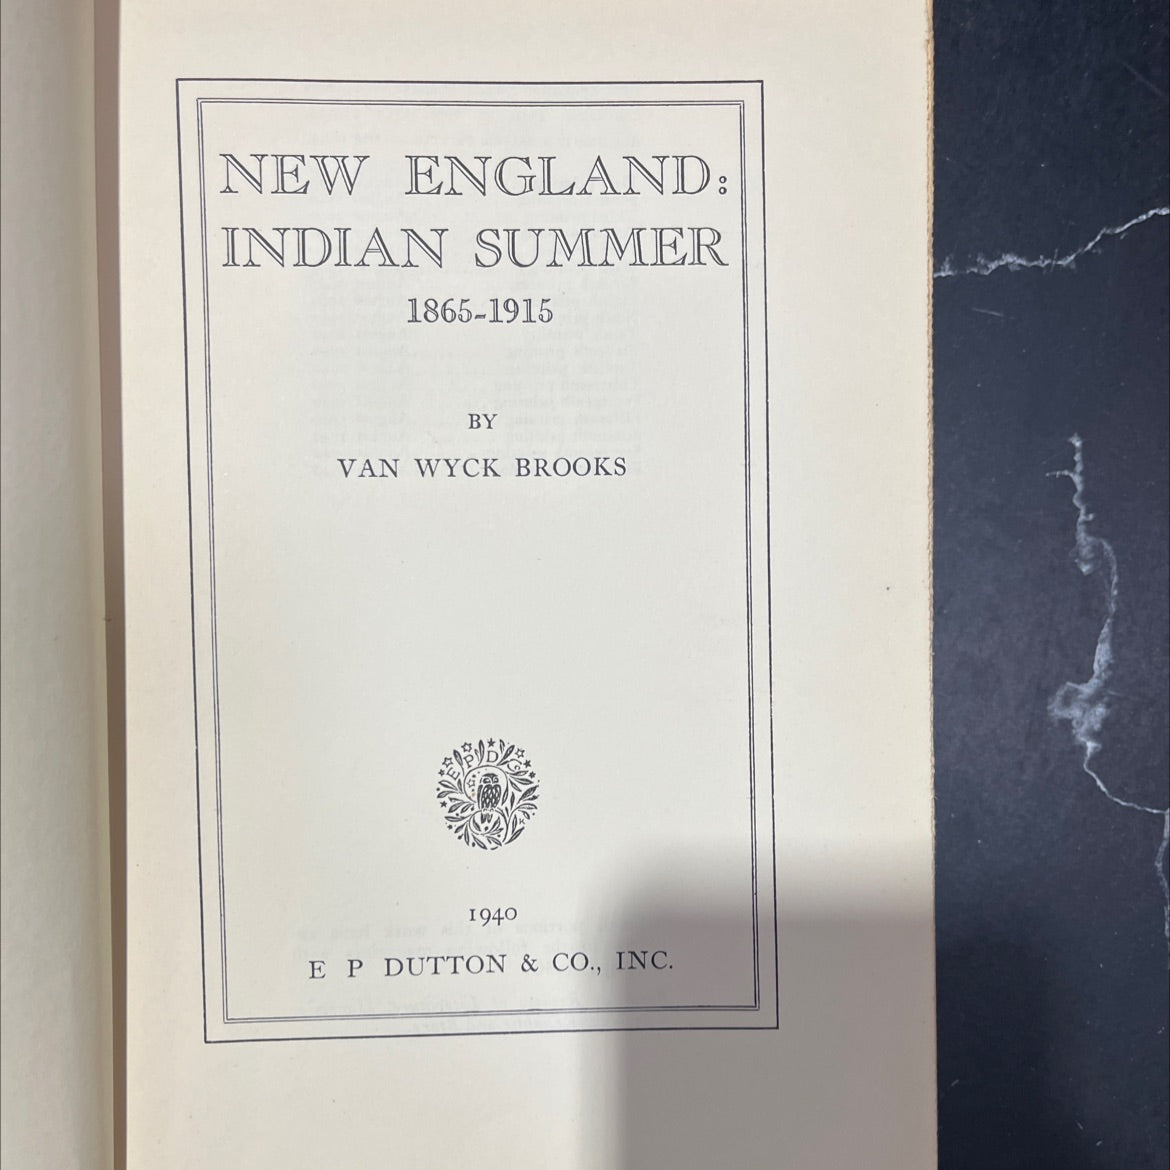 NEW ENGLAND:
INDIAN SUMMER
1865-1915
BY
VAN WYCK BROOKS
E P D C
1940
E P DUTTON & CO., INC.